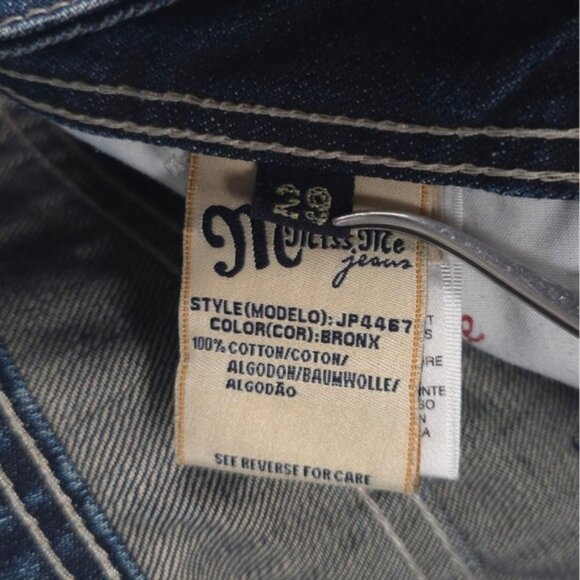 28
Miss Me
jeans
STYLE(MODELO): JP4467
COLOR(COR):BRONX
100% COTTON/COTON/
ALGODON/BAUMWOLLE/
ALGODÃO
SEE REVERSE FOR CARE